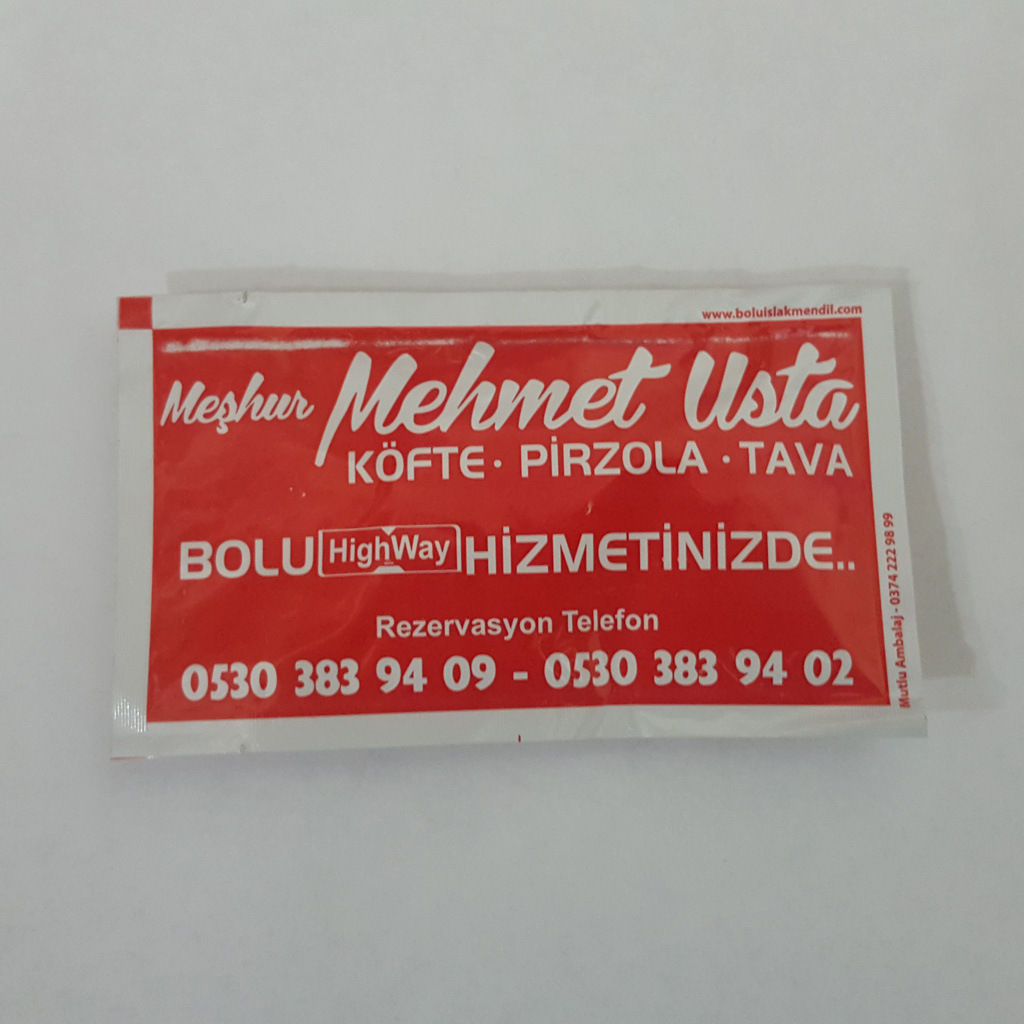 www.boluislakmendil.com
Meşhur Mehmet Usta
KÖFTE · PİRZOLA · TAVA
BOLU HighWay HİZMETİNİZDE..
Rezervasyon Telefon
0530 383 94 09 - 0530 383 94 02
Mutlu Ambalaj - 0374 222 98 99